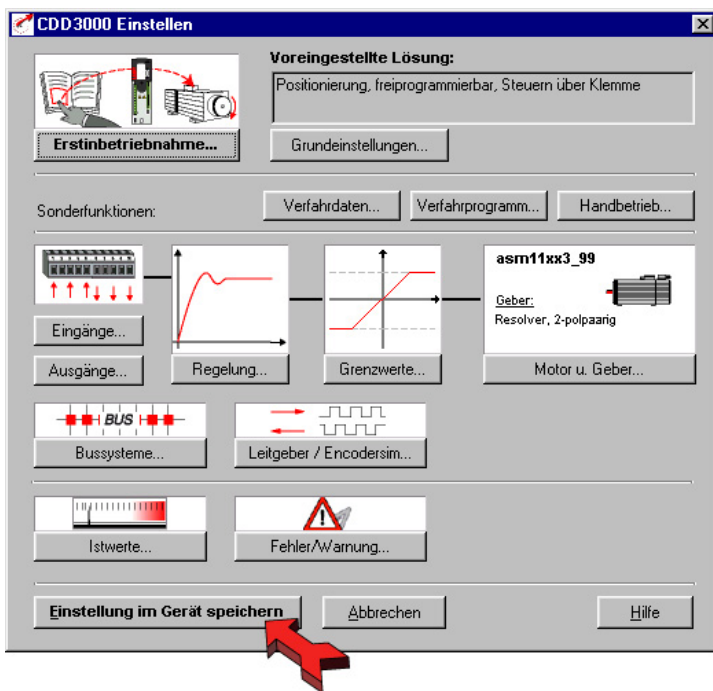 CDD3000 Einstellen
Voreingestellte Lösung:
Positionierung, freiprogrammierbar, Steuern über Klemme
Erstinbetriebnahme...
Grundeinstellungen...
Sonderfunktionen:
Verfahrdaten...
Verfahrprogramm...
Handbetrieb...
asm11xx3_99
Geber:
Resolver, 2-polpaarig
Eingänge...
Ausgänge...
Regelung...
Grenzwerte...
Motor u. Geber...
BUS
Bussysteme...
Leitgeber / Encodersim...
Istwerte...
Fehler/Warnung...
Einstellung im Gerät speichern
Abbrechen
Hilfe